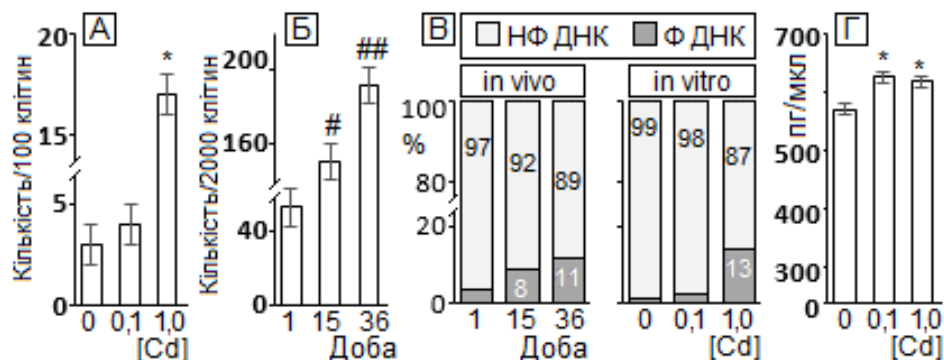 А
Кількість/100 клітин
20
15
5
0
0 0,1 1,0
[Cd]
*
Б
Кількість/2000 клітин
200
160
40
0
1 15 36
Доба
# ##
В
НФ ДНК Ф ДНК
in vivo in vitro
100
%
80
20
0
97 92 89
8 11
1 15 36
Доба
99 98 87
13
0 0,1 1,0
[Cd]
Г
пг/мкл
700
500
400
300
0
* *
0 0,1 1,0
[Cd]